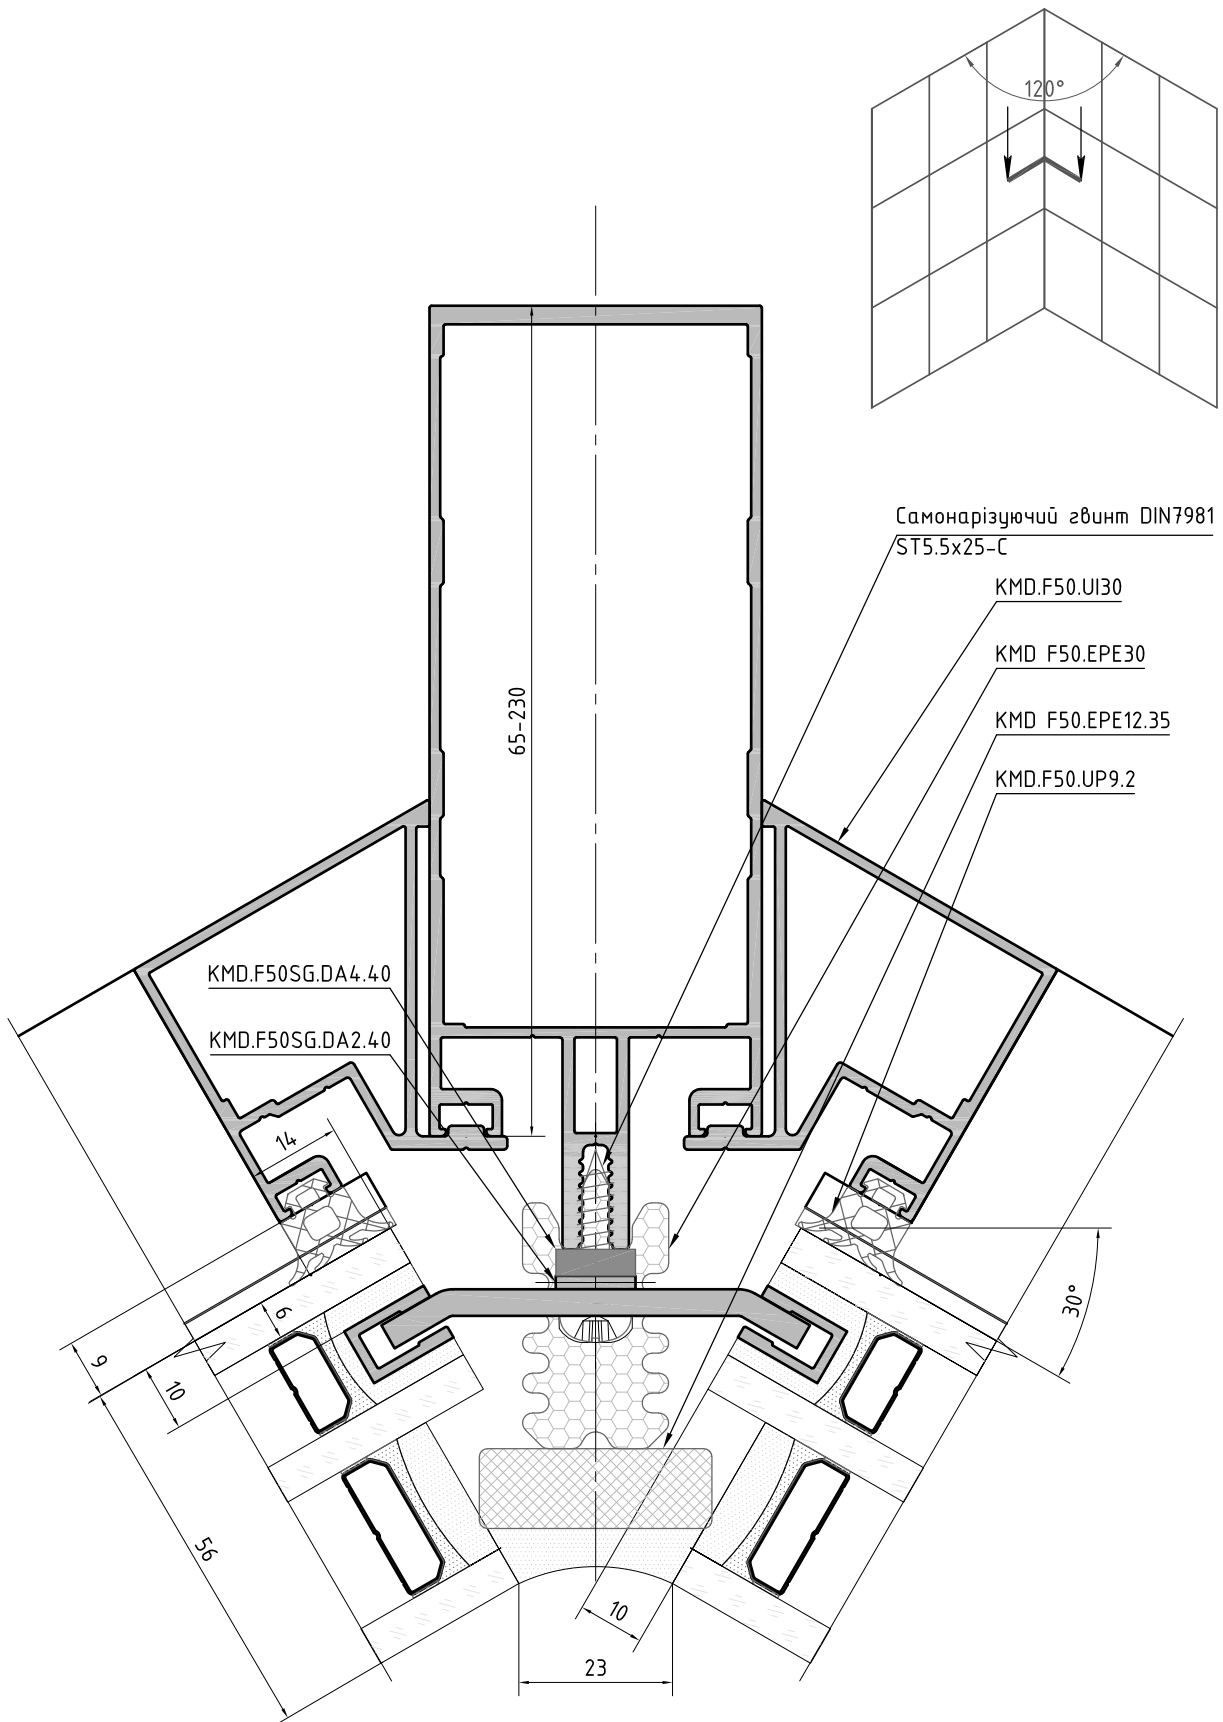 120°
Самонарізуючий гвинт DIN7981
ST5.5x25-C
KMD.F50.UI30
KMD F50.EPE30
KMD F50.EPE12.35
65-230
KMD.F50.UP9.2
KMD.F50SG.DA4.40
KMD.F50SG.DA2.40
14
30°
6
9
10
56
10
23